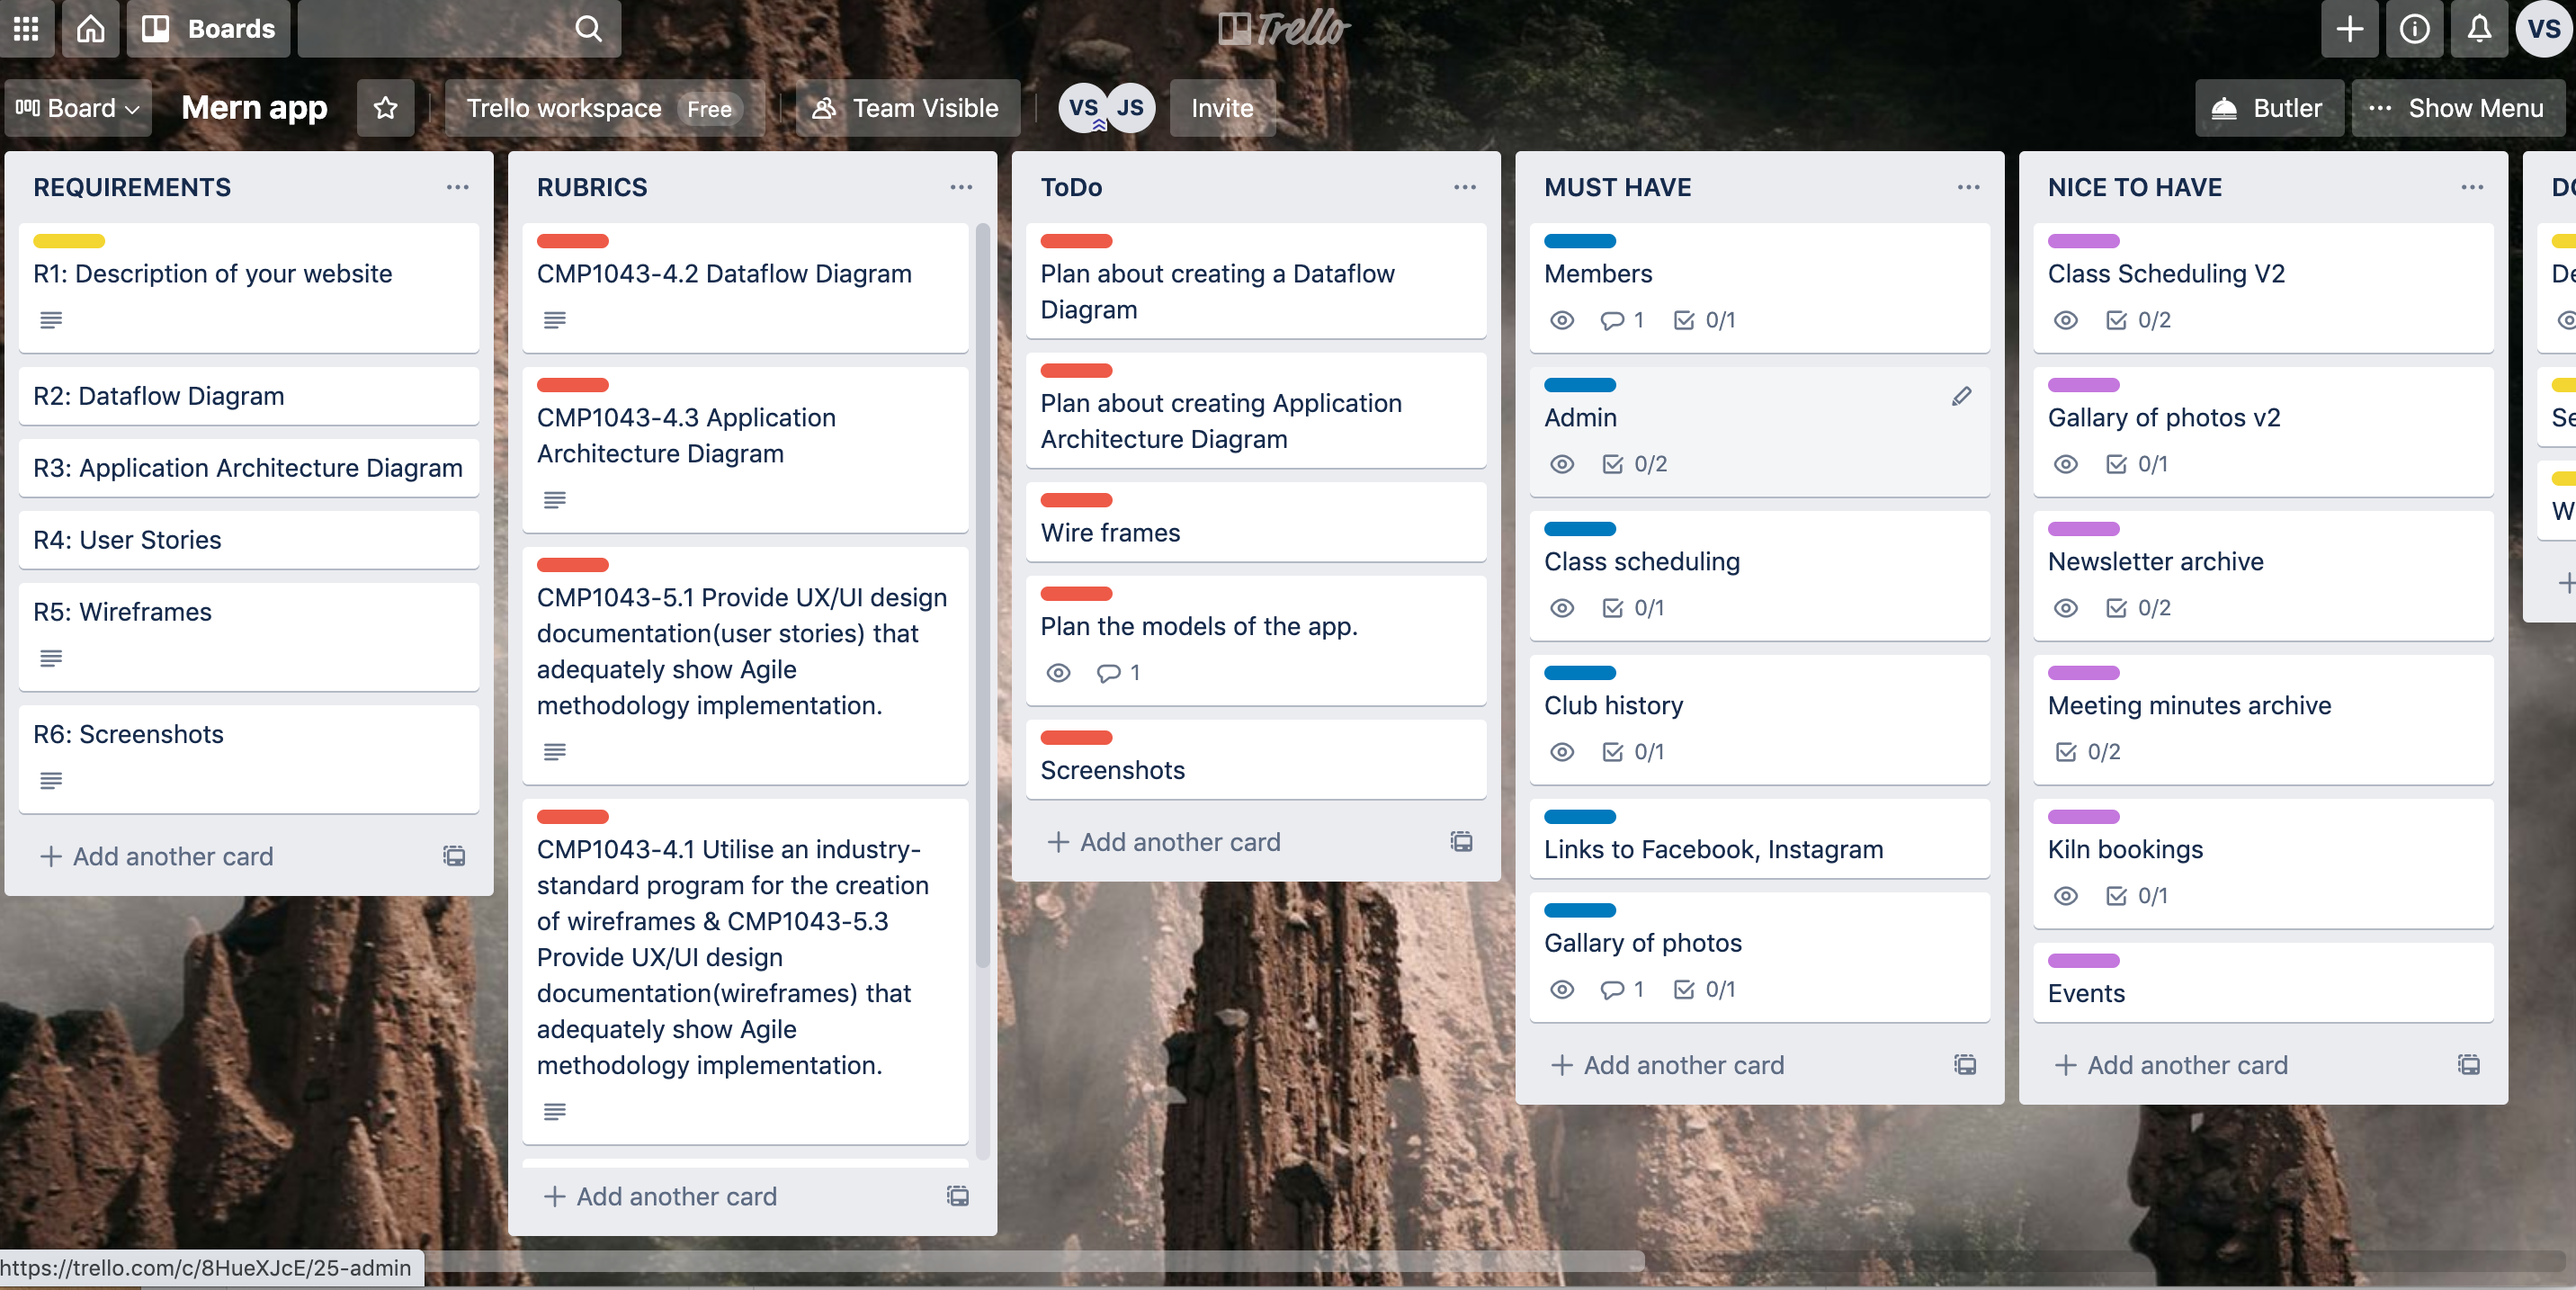 Boards
Trello
VS
Board
Mern app
Trello workspace Free
Team Visible
VS JS
Invite
Butler
Show Menu
REQUIREMENTS
R1: Description of your website
R2: Dataflow Diagram
R3: Application Architecture Diagram
R4: User Stories
R5: Wireframes
R6: Screenshots
Add another card
RUBRICS
CMP1043-4.2 Dataflow Diagram
CMP1043-4.3 Application
Architecture Diagram
CMP1043-5.1 Provide UX/UI design
documentation(user stories) that
adequately show Agile
methodology implementation.
CMP1043-4.1 Utilise an industry-
standard program for the creation
of wireframes & CMP1043-5.3
Provide UX/UI design
documentation(wireframes) that
adequately show Agile
methodology implementation.
Add another card
ToDo
Plan about creating a Dataflow
Diagram
Plan about creating Application
Architecture Diagram
Wire frames
Plan the models of the app.
1
Screenshots
Add another card
MUST HAVE
Members
1 0/1
Admin
0/2
Class scheduling
0/1
Club history
0/1
Links to Facebook, Instagram
Gallary of photos
1 0/1
Add another card
NICE TO HAVE
Class Scheduling V2
0/2
Gallary of photos v2
0/1
Newsletter archive
0/2
Meeting minutes archive
0/2
Kiln bookings
0/1
Events
Add another card
https://trello.com/c/8HueXJcE/25-admin